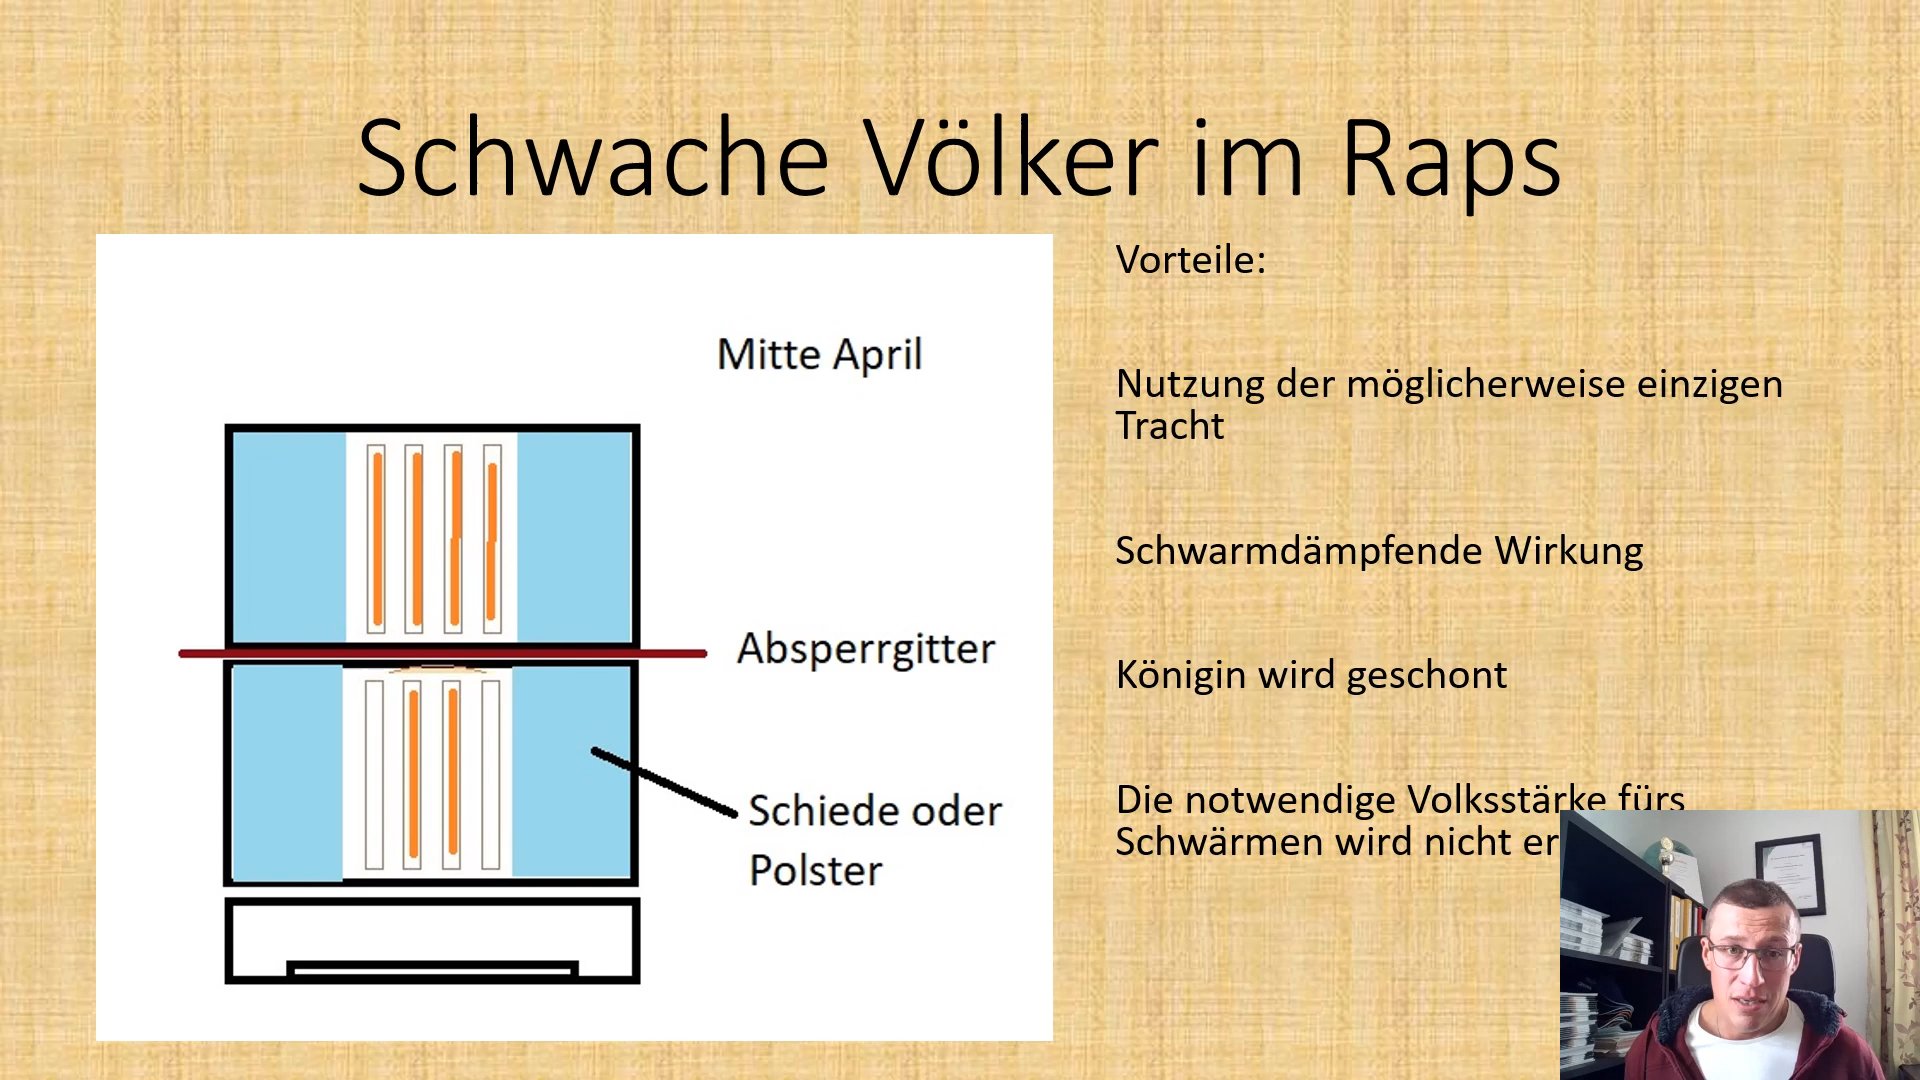 Schwache Völker im Raps
Mitte April
Absperrgitter
Schiede oder
Polster
Vorteile:
Nutzung der möglicherweise einzigen
Tracht
Schwarmdämpfende Wirkung
Königin wird geschont
Die notwendige Volksstärke fürs
Schwärmen wird nicht er